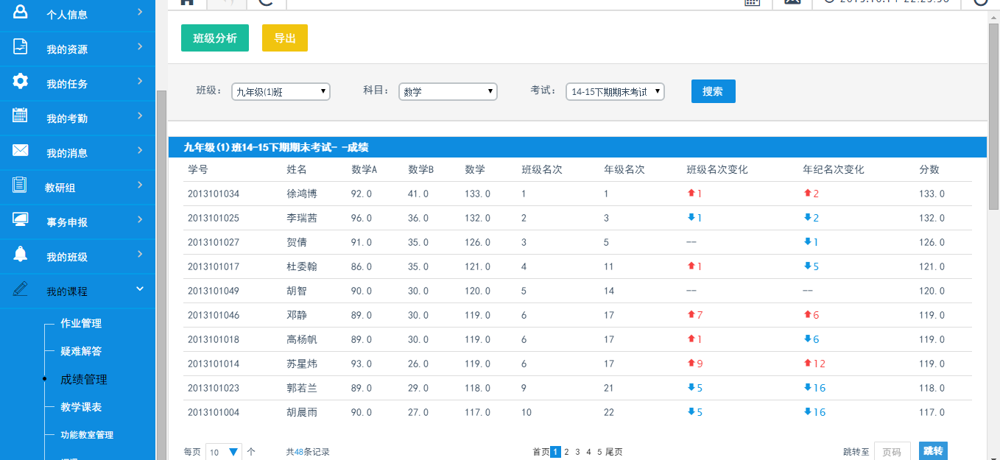 个人信息
我的资源
我的任务
我的考勤
我的消息
教研组
事务申报
我的班级
我的课程
作业管理
疑难解答
成绩管理
教学课表
功能教室管理
班级分析 导出
班级： 九年级(1)班 科目： 数学 考试： 14-15下期期末考试 搜索
九年级(1)班14-15下期期末考试- -成绩
学号 姓名 数学A 数学B 数学 班级名次 年级名次 班级名次变化 年纪名次变化 分数
2013101034 徐鸿博 92.0 41.0 133.0 1 1 ⬆1 ⬆2 133.0
2013101025 李瑞茜 96.0 36.0 132.0 2 3 ⬇1 ⬇2 132.0
2013101027 贺倩 91.0 35.0 126.0 3 5 -- ⬇1 126.0
2013101017 杜委翰 86.0 35.0 121.0 4 11 ⬆1 ⬇5 121.0
2013101049 胡智 90.0 30.0 120.0 5 14 -- -- 120.0
2013101046 邓静 89.0 30.0 119.0 6 17 ⬆7 ⬆6 119.0
2013101018 高杨帆 89.0 30.0 119.0 6 17 ⬆1 ⬇6 119.0
2013101014 苏星炜 93.0 26.0 119.0 6 17 ⬆9 ⬆12 119.0
2013101023 郭若兰 89.0 29.0 118.0 9 21 ⬇5 ⬇16 118.0
2013101004 胡晨雨 90.0 27.0 117.0 10 22 ⬇5 ⬇16 117.0
每页 10 个 共48条记录 首页 1 2 3 4 5 尾页 跳转至 页码 跳转